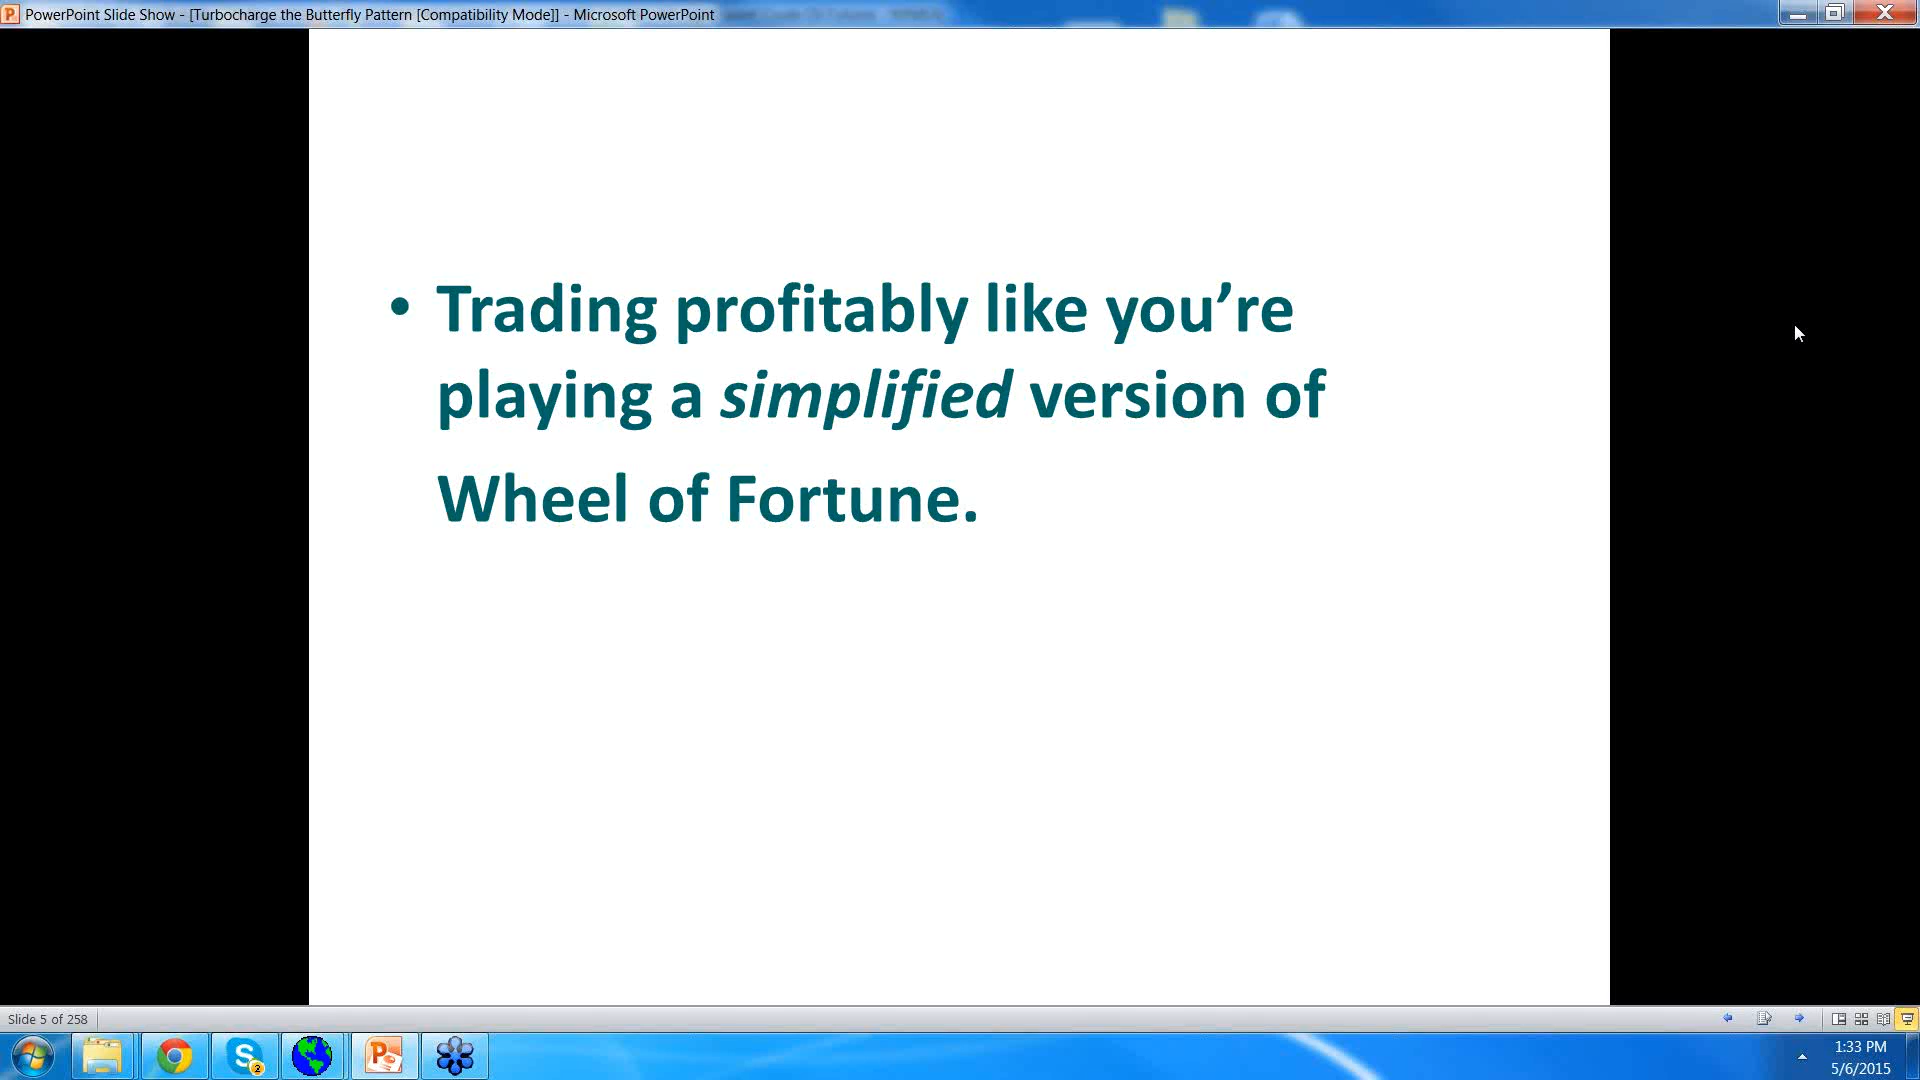 PowerPoint Slide Show - [Turbocharge the Butterfly Pattern [Compatibility Mode]] - Microsoft PowerPoint
• Trading profitably like you’re
playing a simplified version of
Wheel of Fortune.
Slide 5 of 258
2
1:33 PM
5/6/2015